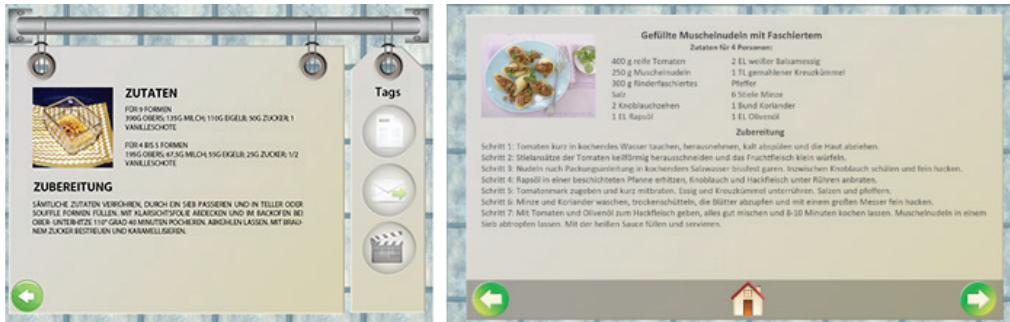 ZUTATEN
FÜR 9 FORMEN
390G OBERS; 135G MILCH; 110G EIGELB; 50G ZUCKER; 1
VANILLESCHOTE
FÜR 4 BIS 5 FORMEN
195G OBERS; 67,5G MILCH; 55G EIGELB; 25G ZUCKER; 1/2
VANILLESCHOTE
ZUBEREITUNG
SÄMTLICHE ZUTATEN VERRÜHREN, DURCH EIN SIEB PASSIEREN UND IN TELLER ODER
SOUFFLE FORMEN FÜLLEN. MIT KLARSICHTSFOLIE ABDECKEN UND IM BACKOFEN BEI
OBER- UNTERHITZE 110° GRAD 40 MINUTEN POCHIEREN. ABKÜHLEN LASSEN, MIT BRAU-
NEM ZUCKER BESTREUEN UND KARAMELLISIEREN.
Tags
Gefüllte Muschelnudeln mit Faschiertem
Zutaten für 4 Personen:
400 g reife Tomaten
250 g Muschelnudeln
300 g Rinderfaschiertes
Salz
2 Knoblauchzehen
1 EL Rapsöl
2 EL weißer Balsamessig
1 TL gemahlener Kreuzkümmel
Pfeffer
6 Stiele Minze
1 Bund Koriander
1 EL Olivenöl
Zubereitung
Schritt 1: Tomaten kurz in kochendes Wasser tauchen, herausnehmen, kalt abspülen und die Haut abziehen.
Schritt 2: Stielansätze der Tomaten keilförmig herausschneiden und das Fruchtfleisch klein würfeln.
Schritt 3: Nudeln nach Packungsanleitung in kochendem Salzwasser bissfest garen. Inzwischen Knoblauch schälen und fein hacken.
Schritt 4: Rapsöl in einer beschichteten Pfanne erhitzen, Knoblauch und Hackfleisch unter Rühren anbraten.
Schritt 5: Tomatenmark zugeben und kurz mitbraten. Essig und Kreuzkümmel unterrühren. Salzen und pfeffern.
Schritt 6: Minze und Koriander waschen, trockenschütteln, die Blätter abzupfen und mit einem großen Messer fein hacken.
Schritt 7: Mit Tomaten und Olivenöl zum Hackfleisch geben, alles gut mischen und 8-10 Minuten kochen lassen. Muschelnudeln in einem
Sieb abtropfen lassen. Mit der heißen Sauce füllen und servieren.